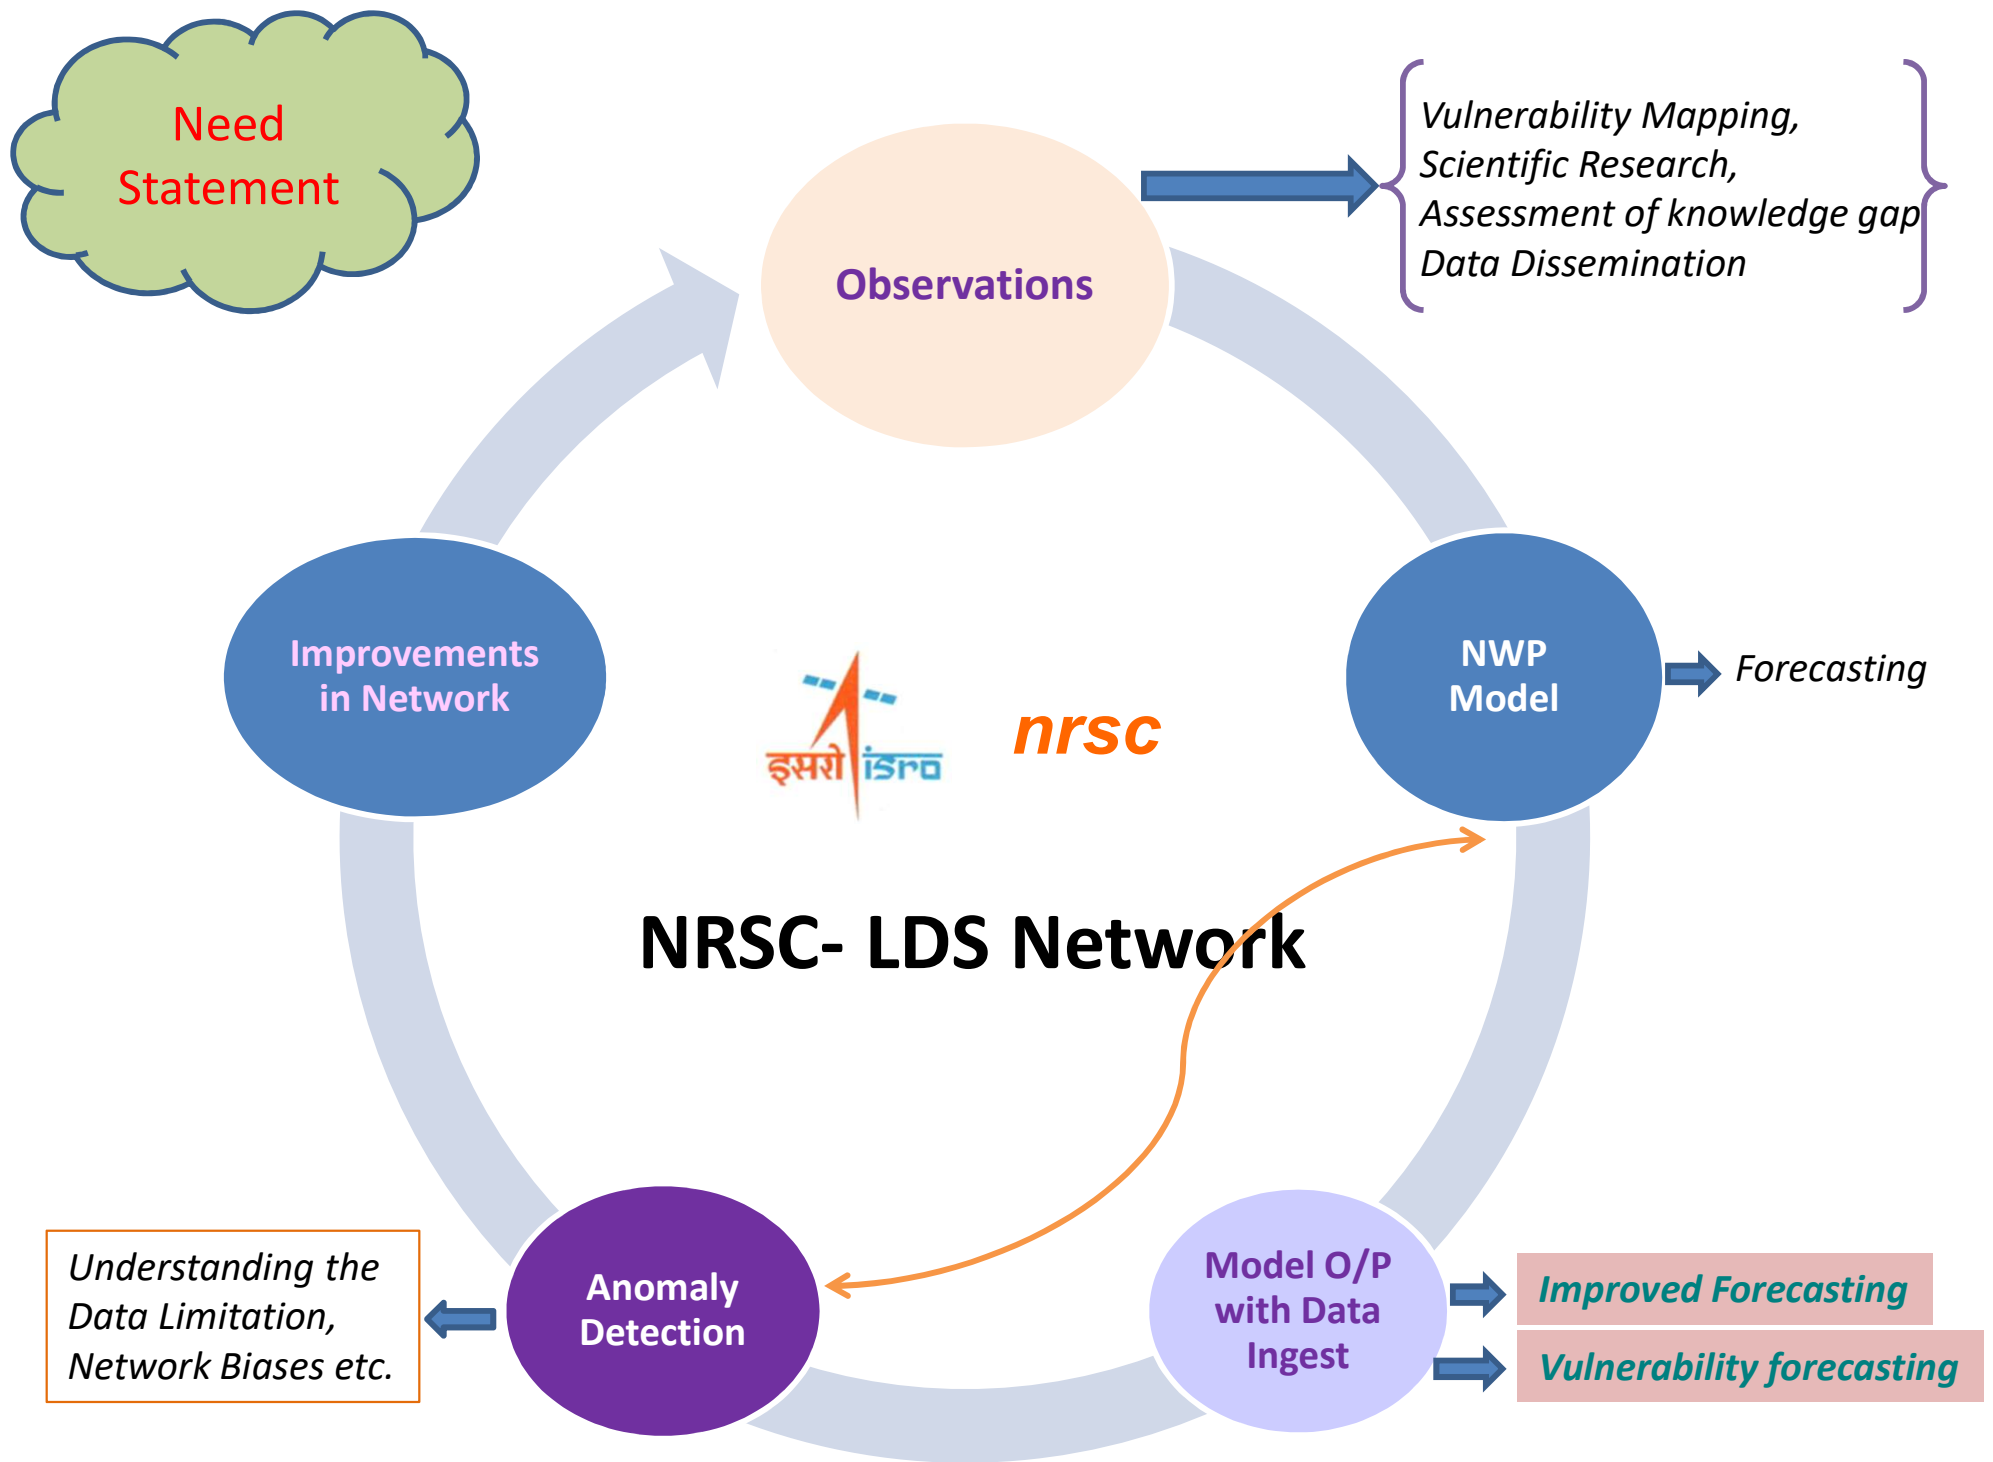 Need
Statement
Vulnerability Mapping,
Scientific Research,
Assessment of knowledge gap
Data Dissemination
Observations
Improvements
in Network
NWP
Model
Forecasting
इसरो isro
nrsc
NRSC- LDS Network
Understanding the
Data Limitation,
Network Biases etc.
Anomaly
Detection
Model O/P
with Data
Ingest
Improved Forecasting
Vulnerability forecasting